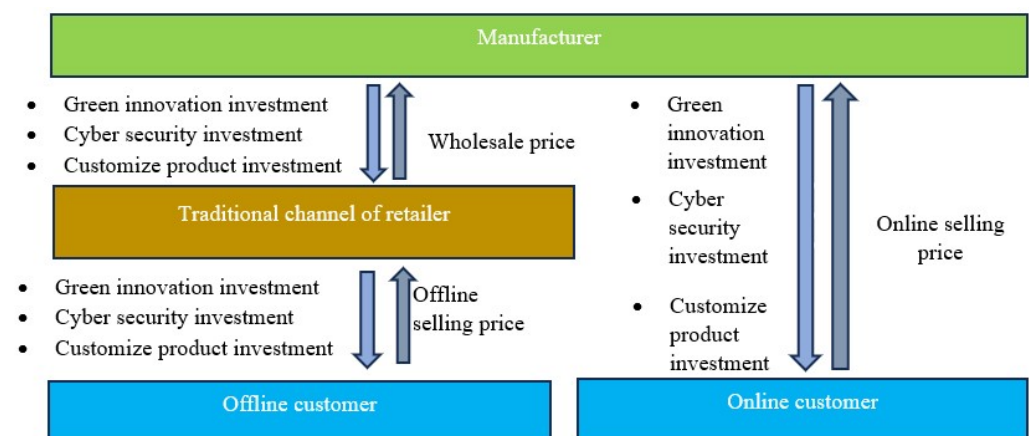 Manufacturer
• Green innovation investment
• Cyber security investment
• Customize product investment
Wholesale price
Traditional channel of retailer
• Green innovation investment
• Cyber security investment
• Customize product investment
Offline
selling price
Offline customer
• Green
innovation
investment
• Cyber
security
investment
• Customize
product
investment
Online selling
price
Online customer